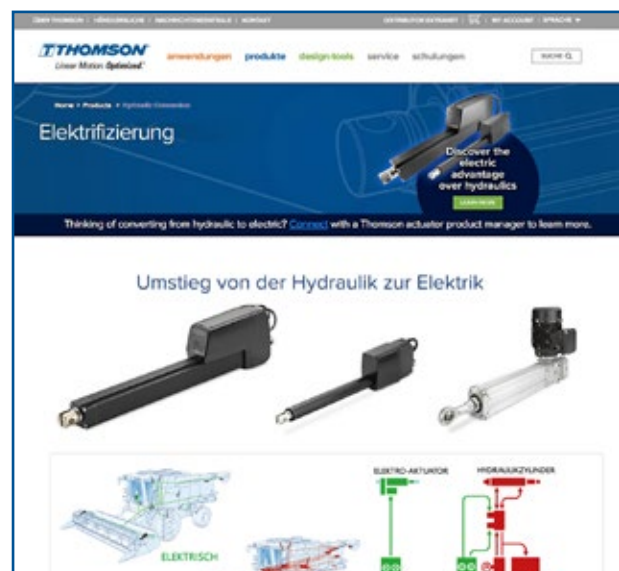 ÜBER THOMSON | HÄNDLERSUCHE | NACHRICHTENZENTRALE | KONTAKT
DISTRIBUTOR EXTRANET | MY ACCOUNT | SPRACHE
THOMSON
Linear Motion. Optimized.
anwendungen produkte design-tools service schulungen
SUCHE
Home > Products > Hydraulic Conversion
Elektrifizierung
Discover the
electric
advantage
over hydraulics
LEARN MORE
Thinking of converting from hydraulic to electric? Connect with a Thomson actuator product manager to learn more.
Umstieg von der Hydraulik zur Elektrik
ELEKTRO-AKTUATOR
HYDRAULIKZYLINDER
ELEKTRISCH